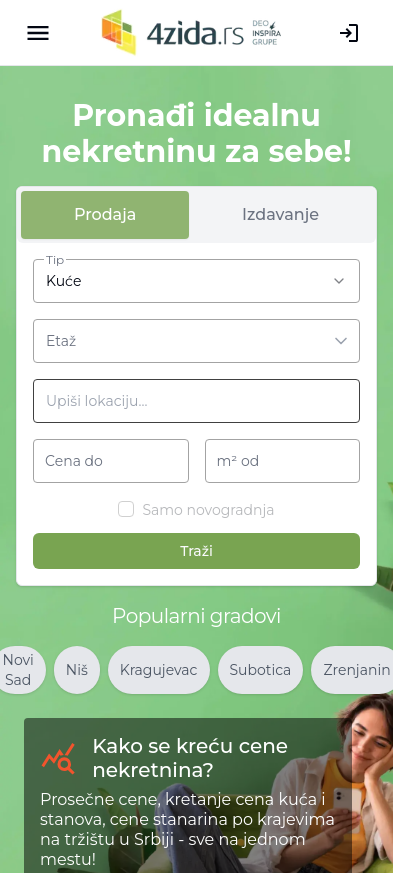 4zida.rs
DEO
INSPIRA
GRUPE
Pronađi idealnu
nekretninu za sebe!
Prodaja
Izdavanje
Tip
Kuće
Etaž
Upiši lokaciju...
Cena do
m² od
Samo novogradnja
Traži
Popularni gradovi
Novi
Sad
Niš
Kragujevac
Subotica
Zrenjanin
Kako se kreću cene
nekretnina?
Prosečne cene, kretanje cena kuća i
stanova, cene stanarina po krajevima
na tržištu u Srbiji - sve na jednom
mestu!